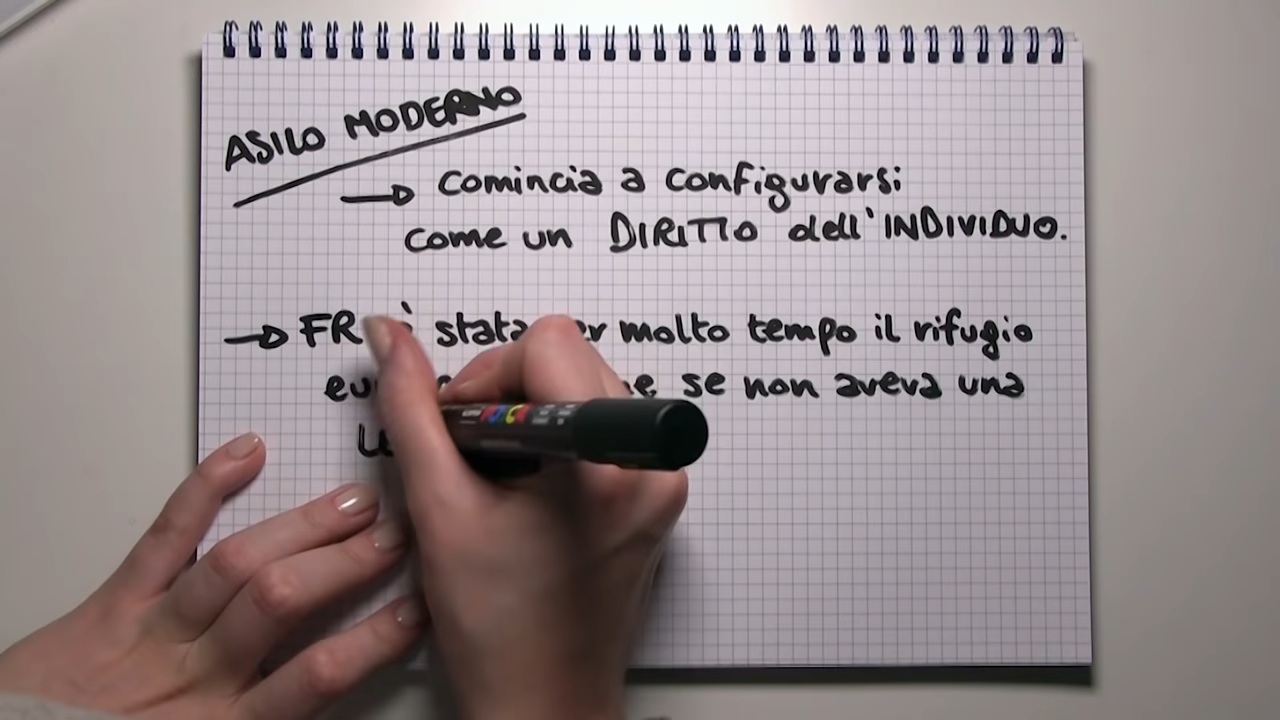 ASILO MODERNO
→ comincia a configurarsi
come un DIRITTO dell'INDIVIDUO.
→ FR stata molto tempo il rifugio
se non aveva una
POSCA